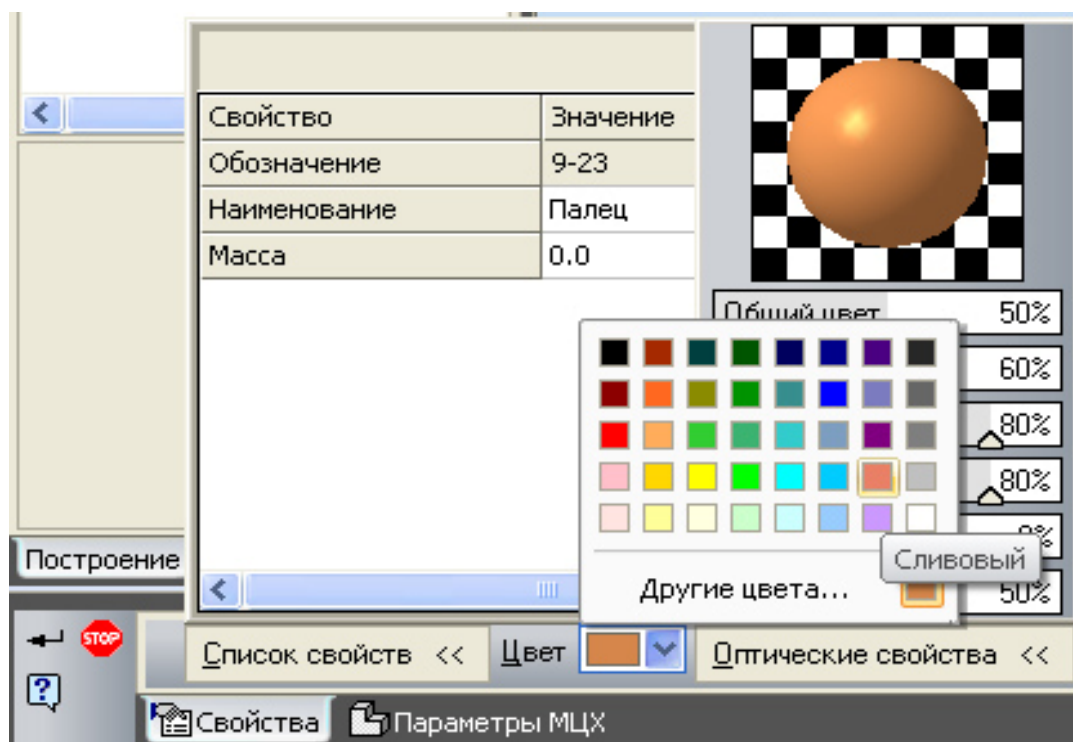 Свойство Значение
Обозначение 9-23
Наименование Палец
Масса 0.0
Общий цвет 50%
60%
80%
80%
Сливовый
Другие цвета...
50%
Построение
STOP
Список свойств << Цвет Оптические свойства <<
Свойства Параметры МЦХ